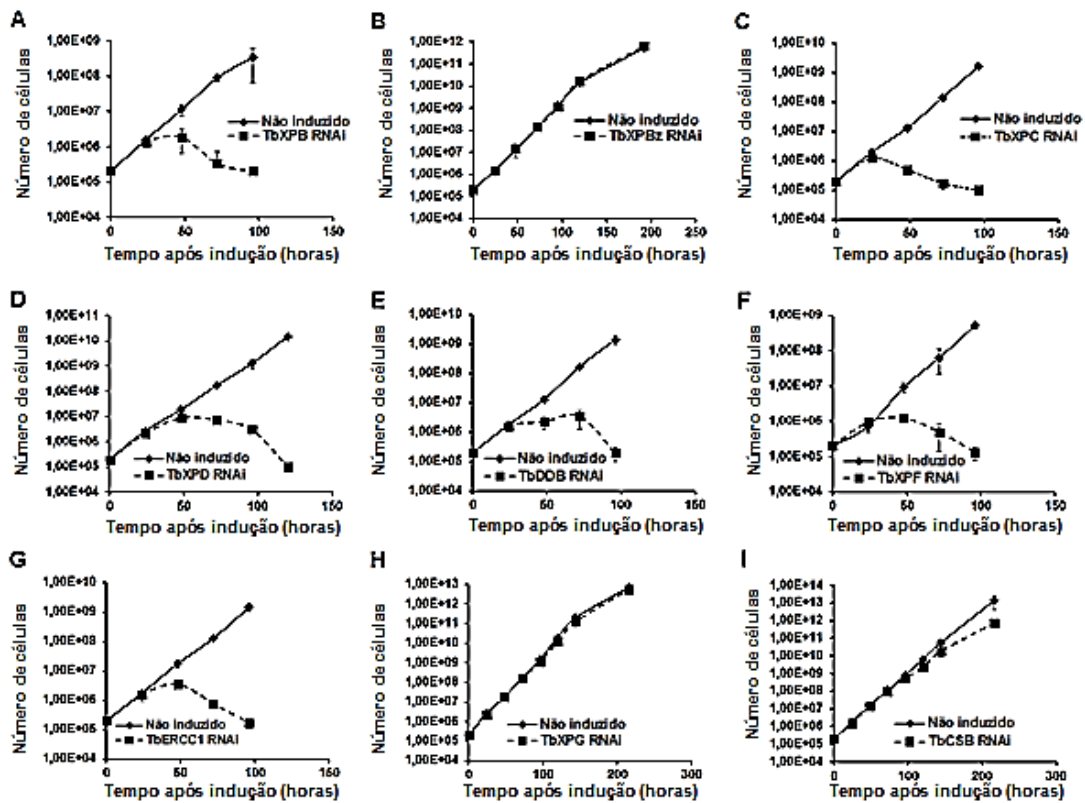 A
Número de células
1,00E+09
1,00E+08
1,00E+07
1,00E+06
1,00E+05
1,00E+04
Não induzido
TbXPB RNAi
0 50 100 150
Tempo após indução (horas)
B
Número de células
1,00E+12
1,00E+11
1,00E+10
1,00E+09
1,00E+08
1,00E+07
1,00E+06
1,00E+05
1,00E+04
Não induzido
TbXPBz RNAi
0 50 100 150 200 250
Tempo após indução (horas)
C
Número de células
1,00E+10
1,00E+09
1,00E+08
1,00E+07
1,00E+06
1,00E+05
1,00E+04
Não induzido
TbXPC RNAi
0 50 100 150
Tempo após indução (horas)
D
Número de células
1,00E+11
1,00E+10
1,00E+09
1,00E+08
1,00E+07
1,00E+06
1,00E+05
1,00E+04
Não induzido
TbXPD RNAi
0 50 100 150
Tempo após indução (horas)
E
Número de células
1,00E+10
1,00E+09
1,00E+08
1,00E+07
1,00E+06
1,00E+05
1,00E+04
Não induzido
TbDDB RNAi
0 50 100 150
Tempo após indução (horas)
F
Número de células
1,00E+09
1,00E+08
1,00E+07
1,00E+06
1,00E+05
1,00E+04
Não induzido
TbXPF RNAi
0 50 100 150
Tempo após indução (horas)
G
Número de células
1,00E+10
1,00E+09
1,00E+08
1,00E+07
1,00E+06
1,00E+05
1,00E+04
Não induzido
TbERCC1 RNAi
0 50 100 150
Tempo após indução (horas)
H
Número de células
1,00E+13
1,00E+12
1,00E+11
1,00E+10
1,00E+09
1,00E+08
1,00E+07
1,00E+06
1,00E+05
1,00E+04
Não induzido
TbXPG RNAi
0 100 200 300
Tempo após indução (horas)
I
Número de células
1,00E+14
1,00E+13
1,00E+12
1,00E+11
1,00E+10
1,00E+09
1,00E+08
1,00E+07
1,00E+06
1,00E+05
1,00E+04
Não induzido
TbCSB RNAi
0 100 200 300
Tempo após indução (horas)